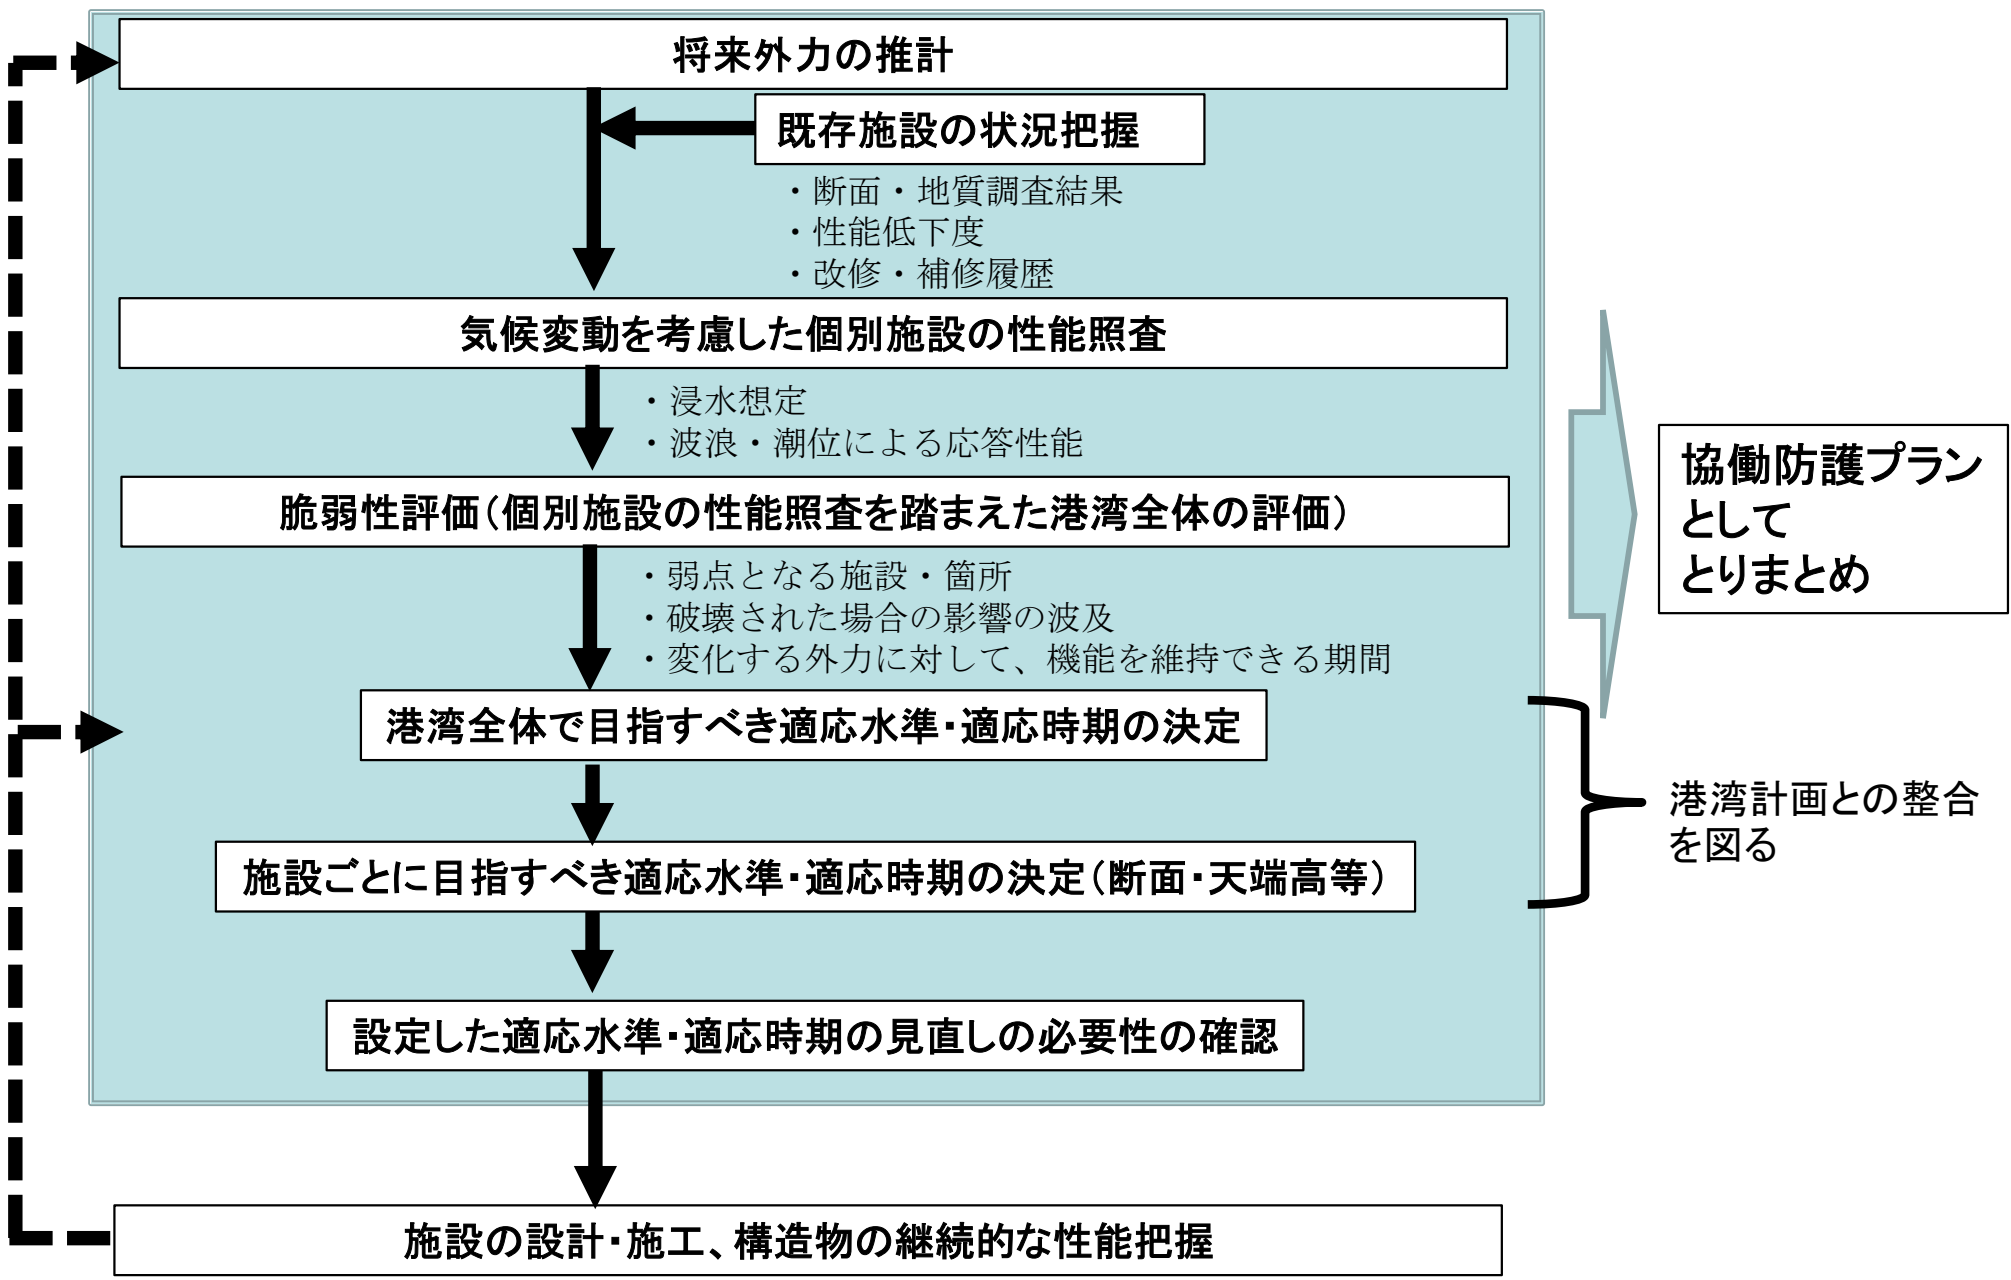 将来外力の推計
既存施設の状況把握
・断面・地質調査結果
・性能低下度
・改修・補修履歴
気候変動を考慮した個別施設の性能照査
・浸水想定
・波浪・潮位による応答性能
脆弱性評価（個別施設の性能照査を踏まえた港湾全体の評価）
・弱点となる施設・箇所
・破壊された場合の影響の波及
・変化する外力に対して、機能を維持できる期間
港湾全体で目指すべき適応水準・適応時期の決定
施設ごとに目指すべき適応水準・適応時期の決定（断面・天端高等）
設定した適応水準・適応時期の見直しの必要性の確認
施設の設計・施工、構造物の継続的な性能把握
協働防護プラン
として
とりまとめ
港湾計画との整合
を図る